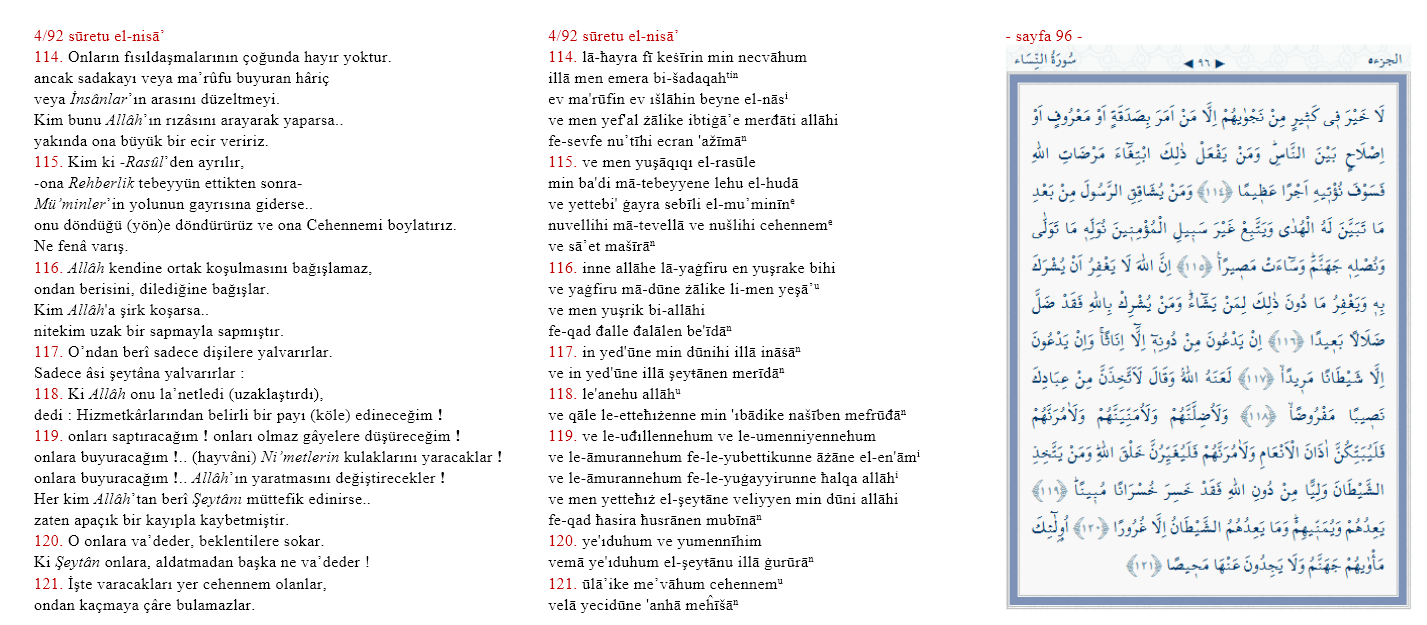 4/92 sūretu el-nisā’
114. Onların fısıldaşmalarının çoğunda hayır yoktur.
ancak sadakayı veya ma’rûfu buyuran hâriç
veya İnsânlar’ın arasını düzeltmeyi.
Kim bunu Allâh’ın rızâsını arayarak yaparsa..
yakında ona büyük bir ecir veririz.
115. Kim ki -Rasûl’den ayrılır,
-ona Rehberlik tebeyyün ettikten sonra-
Mü’minler’in yolunun gayrısına giderse..
onu döndüğü (yön)e döndürürüz ve ona Cehennemi boylatırız.
Ne fenâ varış.
116. Allâh kendine ortak koşulmasını bağışlamaz,
ondan berisini, dilediğine bağışlar.
Kim Allâh'a şirk koşarsa..
nitekim uzak bir sapmayla sapmıştır.
117. O’ndan berî sadece dişilere yalvarırlar.
Sadece âsi şeytâna yalvarırlar :
118. Ki Allâh onu la’netledi (uzaklaştırdı),
dedi : Hizmetkârlarından belirli bir payı (köle) edineceğim !
119. onları saptıracağım ! onları olmaz gâyelere düşüreceğim !
onlara buyuracağım !.. (hayvâni) Ni’metlerin kulaklarını yaracaklar !
onlara buyuracağım !.. Allâh’ın yaratmasını değiştirecekler !
Her kim Allâh’tan berî Şeytânı müttefik edinirse..
zaten apaçık bir kayıpla kaybetmiştir.
120. O onlara va’deder, beklentilere sokar.
Ki Şeytân onlara, aldatmadan başka ne va’deder !
121. İşte varacakları yer cehennem olanlar,
ondan kaçmaya çâre bulamazlar.
4/92 sūretu el-nisā’
114. lā-ħayra fī keśīrin min necvāhum
illā men emera bi-šadaqahᵗⁱⁿ
ev ma'rūfin ev ıšlāhin beyne el-nāsⁱ
ve men yef'al żālike ibtiġā’e merđāti allāhi
fe-sevfe nu’tīhi ecran 'ažīmāⁿ
115. ve men yuşāqıqı el-rasūle
min ba'di mā-tebeyyene lehu el-hudā
ve yettebi' ġayra sebīli el-mu’minīnᵉ
nuvellihi mā-tevellā ve nušlihi cehennemᵉ
ve sā’et mašīrāⁿ
116. inne allāhe lā-yaġfiru en yuşrake bihi
ve yaġfiru mā-dūne żālike li-men yeşā’ᵘ
ve men yuşrik bi-allāhi
fe-qad đalle đalālen be'īdāⁿ
117. in yed'ūne min dūnihi illā ināśāⁿ
ve in yed'ūne illā şeyŧānen merīdāⁿ
118. le'anehu allāhᵘ
ve qāle le-etteħıżenne min 'ıbādike našīben mefrūđāⁿ
119. ve le-uđıllennehum ve le-umenniyennehum
ve le-āmurannehum fe-le-yubettikunne āżāne el-en'āmⁱ
ve le-āmurannehum fe-le-yuġayyirunne ħalqa allāhⁱ
ve men yetteħıż el-şeyŧāne veliyyen min dūni allāhi
fe-qad ħasira ħusrānen mubīnāⁿ
120. ye'ıduhum ve yumennīhim
vemā ye'ıduhum el-şeyŧānu illā ġurūrāⁿ
121. ūlā’ike me’vāhum cehennemᵘ
velā yecidūne 'anhā meĥīšāⁿ
- sayfa 96 -
سُورَةُ النِّسَاء ◀ ٩٦ ▶ الجزء٥
لَا خَيْرَ ف۪ي كَث۪يرٍ مِنْ نَجْوٰيهُمْ اِلَّا مَنْ اَمَرَ بِصَدَقَةٍ اَوْ مَعْرُوفٍ اَوْ
اِصْلَاحٍ بَيْنَ النَّاسِۜ وَمَنْ يَفْعَلْ ذٰلِكَ ابْتِغَٓاءَ مَرْضَاتِ اللّٰهِ
فَسَوْفَ نُؤْت۪يهِ اَجْرًا عَظ۪يمًا ﴿١١٤﴾ وَمَنْ يُشَاقِقِ الرَّسُولَ مِنْ بَعْدِ
مَا تَبَيَّنَ لَهُ الْهُدٰى وَيَتَّبِعْ غَيْرَ سَب۪يلِ الْمُؤْمِن۪ينَ نُوَلِّه۪ مَا تَوَلّٰى
وَنُصْلِه۪ جَهَنَّمَۜ وَسَٓاءَتْ مَص۪يرًا۟ ﴿١١٥﴾ اِنَّ اللّٰهَ لَا يَغْفِرُ اَنْ يُشْرَكَ
بِه۪ وَيَغْفِرُ مَا دُونَ ذٰلِكَ لِمَنْ يَشَٓاءُۜ وَمَنْ يُشْرِكْ بِاللّٰهِ فَقَدْ ضَلَّ
ضَلَالًا بَع۪يدًا ﴿١١٦﴾ اِنْ يَدْعُونَ مِنْ دُونِه۪ٓ اِلَّٓا اِنَاثًاۚ وَاِنْ يَدْعُونَ
اِلَّا شَيْطَانًا مَر۪يدًاۙ ﴿١١٧﴾ لَعَنَهُ اللّٰهُۢ وَقَالَ لَاَتَّخِذَنَّ مِنْ عِبَادِكَ
نَص۪يبًا مَفْرُوضًاۙ ﴿١١٨﴾ وَلَاُضِلَّنَّهُمْ وَلَاُمَنِّيَنَّهُمْ وَلَاٰمُرَنَّهُمْ
فَلَيُبَتِّكُنَّ اٰذَانَ الْاَنْعَامِ وَلَاٰمُرَنَّهُمْ فَلَيُغَيِّرُنَّ خَلْقَ اللّٰهِۜ وَمَنْ يَتَّخِذِ
الشَّيْطَانَ وَلِيًّا مِنْ دُونِ اللّٰهِ فَقَدْ خَسِرَ خُسْرَانًا مُب۪ينًاۜ ﴿١١٩﴾
يَعِدُهُمْ وَيُمَنّ۪يهِمْۜ وَمَا يَعِدُهُمُ الشَّيْطَانُ اِلَّا غُرُورًا ﴿١٢٠﴾ اُو۬لٰٓئِكَ
مَأْوٰيهُمْ جَهَنَّمُۘ وَلَا يَجِدُونَ عَنْهَا مَح۪يصًا ﴿١٢١﴾